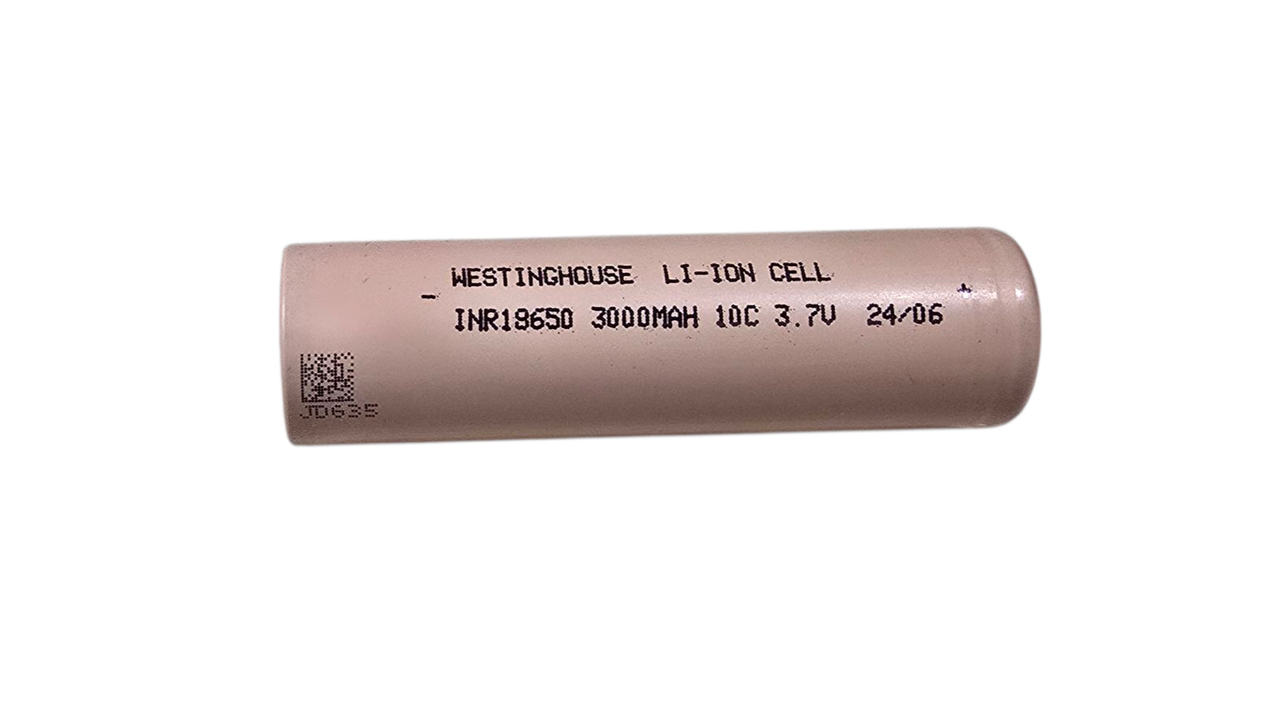 WESTINGHOUSE LI-ION CELL
- +
INR18650 3000MAH 10C 3.7V 24/06
JD635